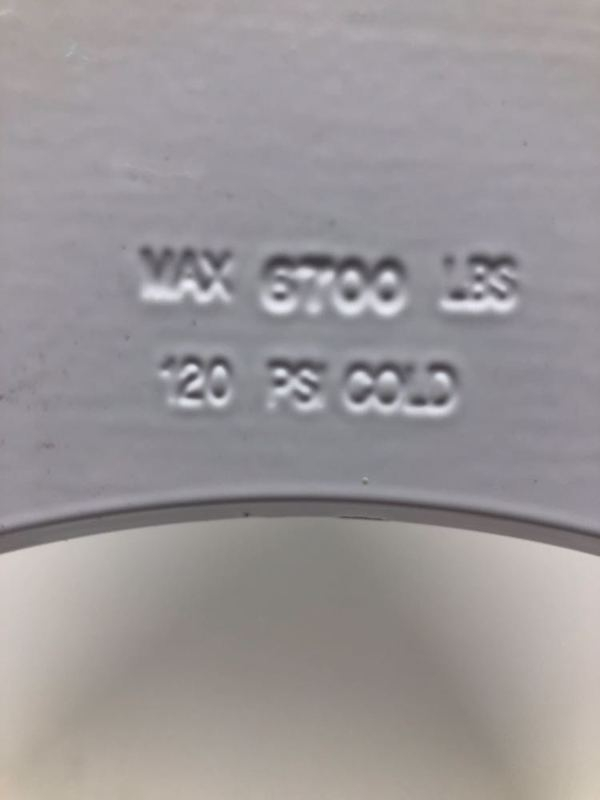 MAX 6700 LBS
120 PSI COLD